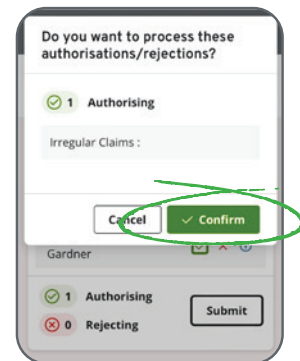 Do you want to process these
authorisations/rejections?
1 Authorising
Irregular Claims :
Cancel
Confirm
Gardner
1 Authorising
0 Rejecting
Submit